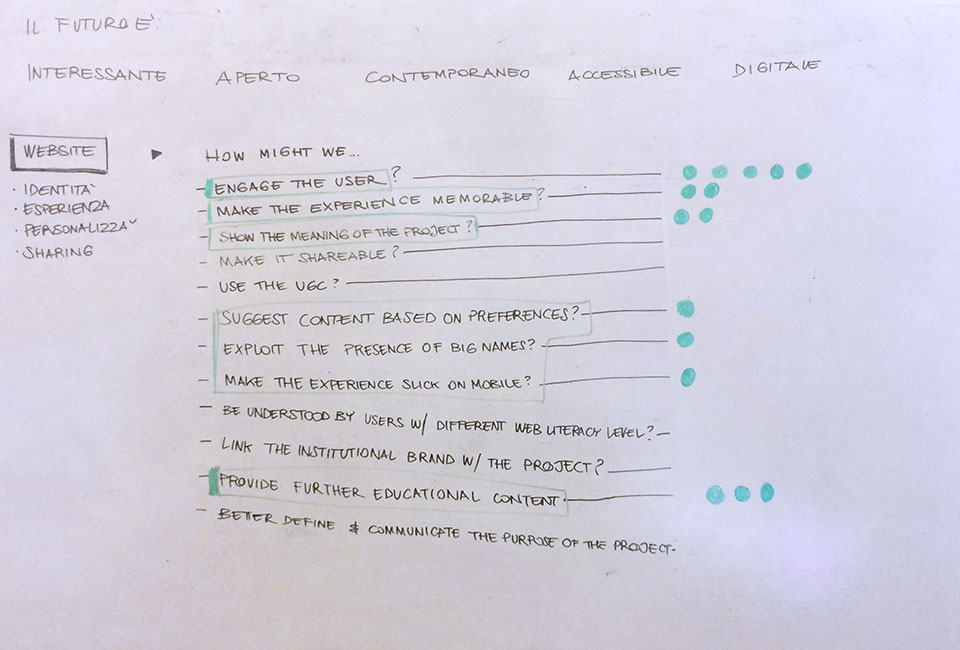 IL FUTURO E'
INTERESSANTE APERTO CONTEMPORANEO ACCESSIBILE DIGITALE
WEBSITE
· IDENTITA'
· ESPERIENZA
· PERSONALIZZA
· SHARING
HOW MIGHT WE...
– ENGAGE THE USER?
– MAKE THE EXPERIENCE MEMORABLE?
– SHOW THE MEANING OF THE PROJECT?
– MAKE IT SHAREABLE?
– USE THE UGC?
– SUGGEST CONTENT BASED ON PREFERENCES?
– EXPLOIT THE PRESENCE OF BIG NAMES?
– MAKE THE EXPERIENCE SLICK ON MOBILE?
– BE UNDERSTOOD BY USERS W/ DIFFERENT WEB LITERACY LEVEL?
– LINK THE INSTITUTIONAL BRAND W/ THE PROJECT?
– PROVIDE FURTHER EDUCATIONAL CONTENT.
– BETTER DEFINE & COMMUNICATE THE PURPOSE OF THE PROJECT.